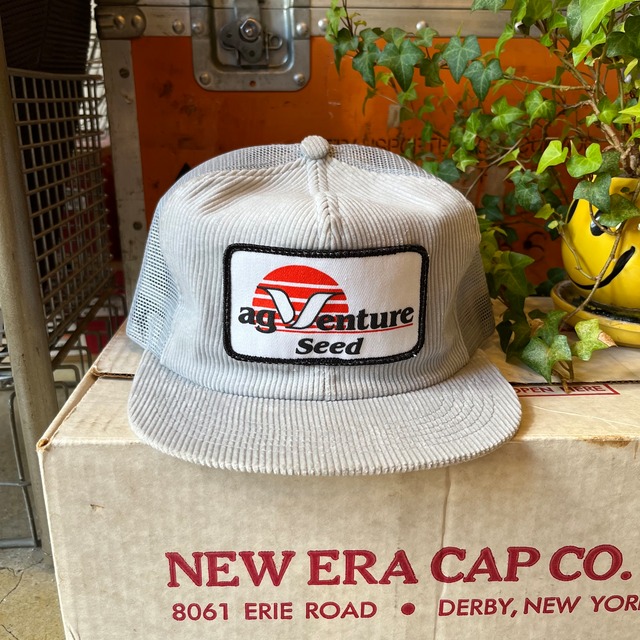 agVenture
Seed
NEW ERA CAP CO.
8061 ERIE ROAD • DERBY, NEW YOR